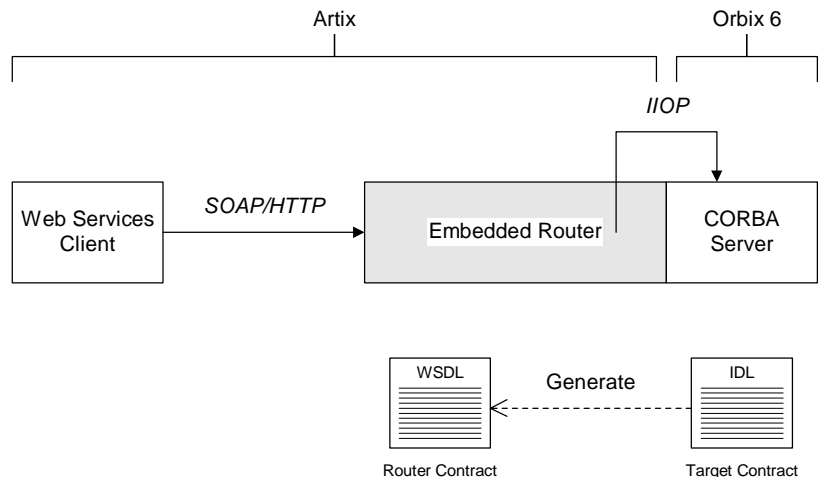 Artix
Orbix 6
IIOP
SOAP/HTTP
Web Services
Client
Embedded Router
CORBA
Server
WSDL
Generate
IDL
Router Contract
Target Contract